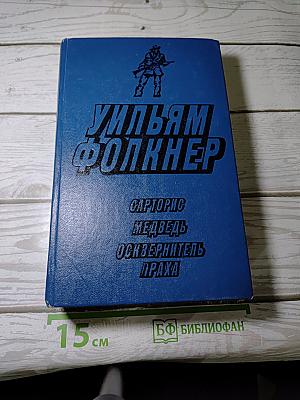 УИЛЬЯМ
ФОЛКНЕР
САРТОРИС
МЕДВЕДЬ
ОСКВЕРНИТЕЛЬ
ПРАХА
15 см
БФ БИБЛИОФАН